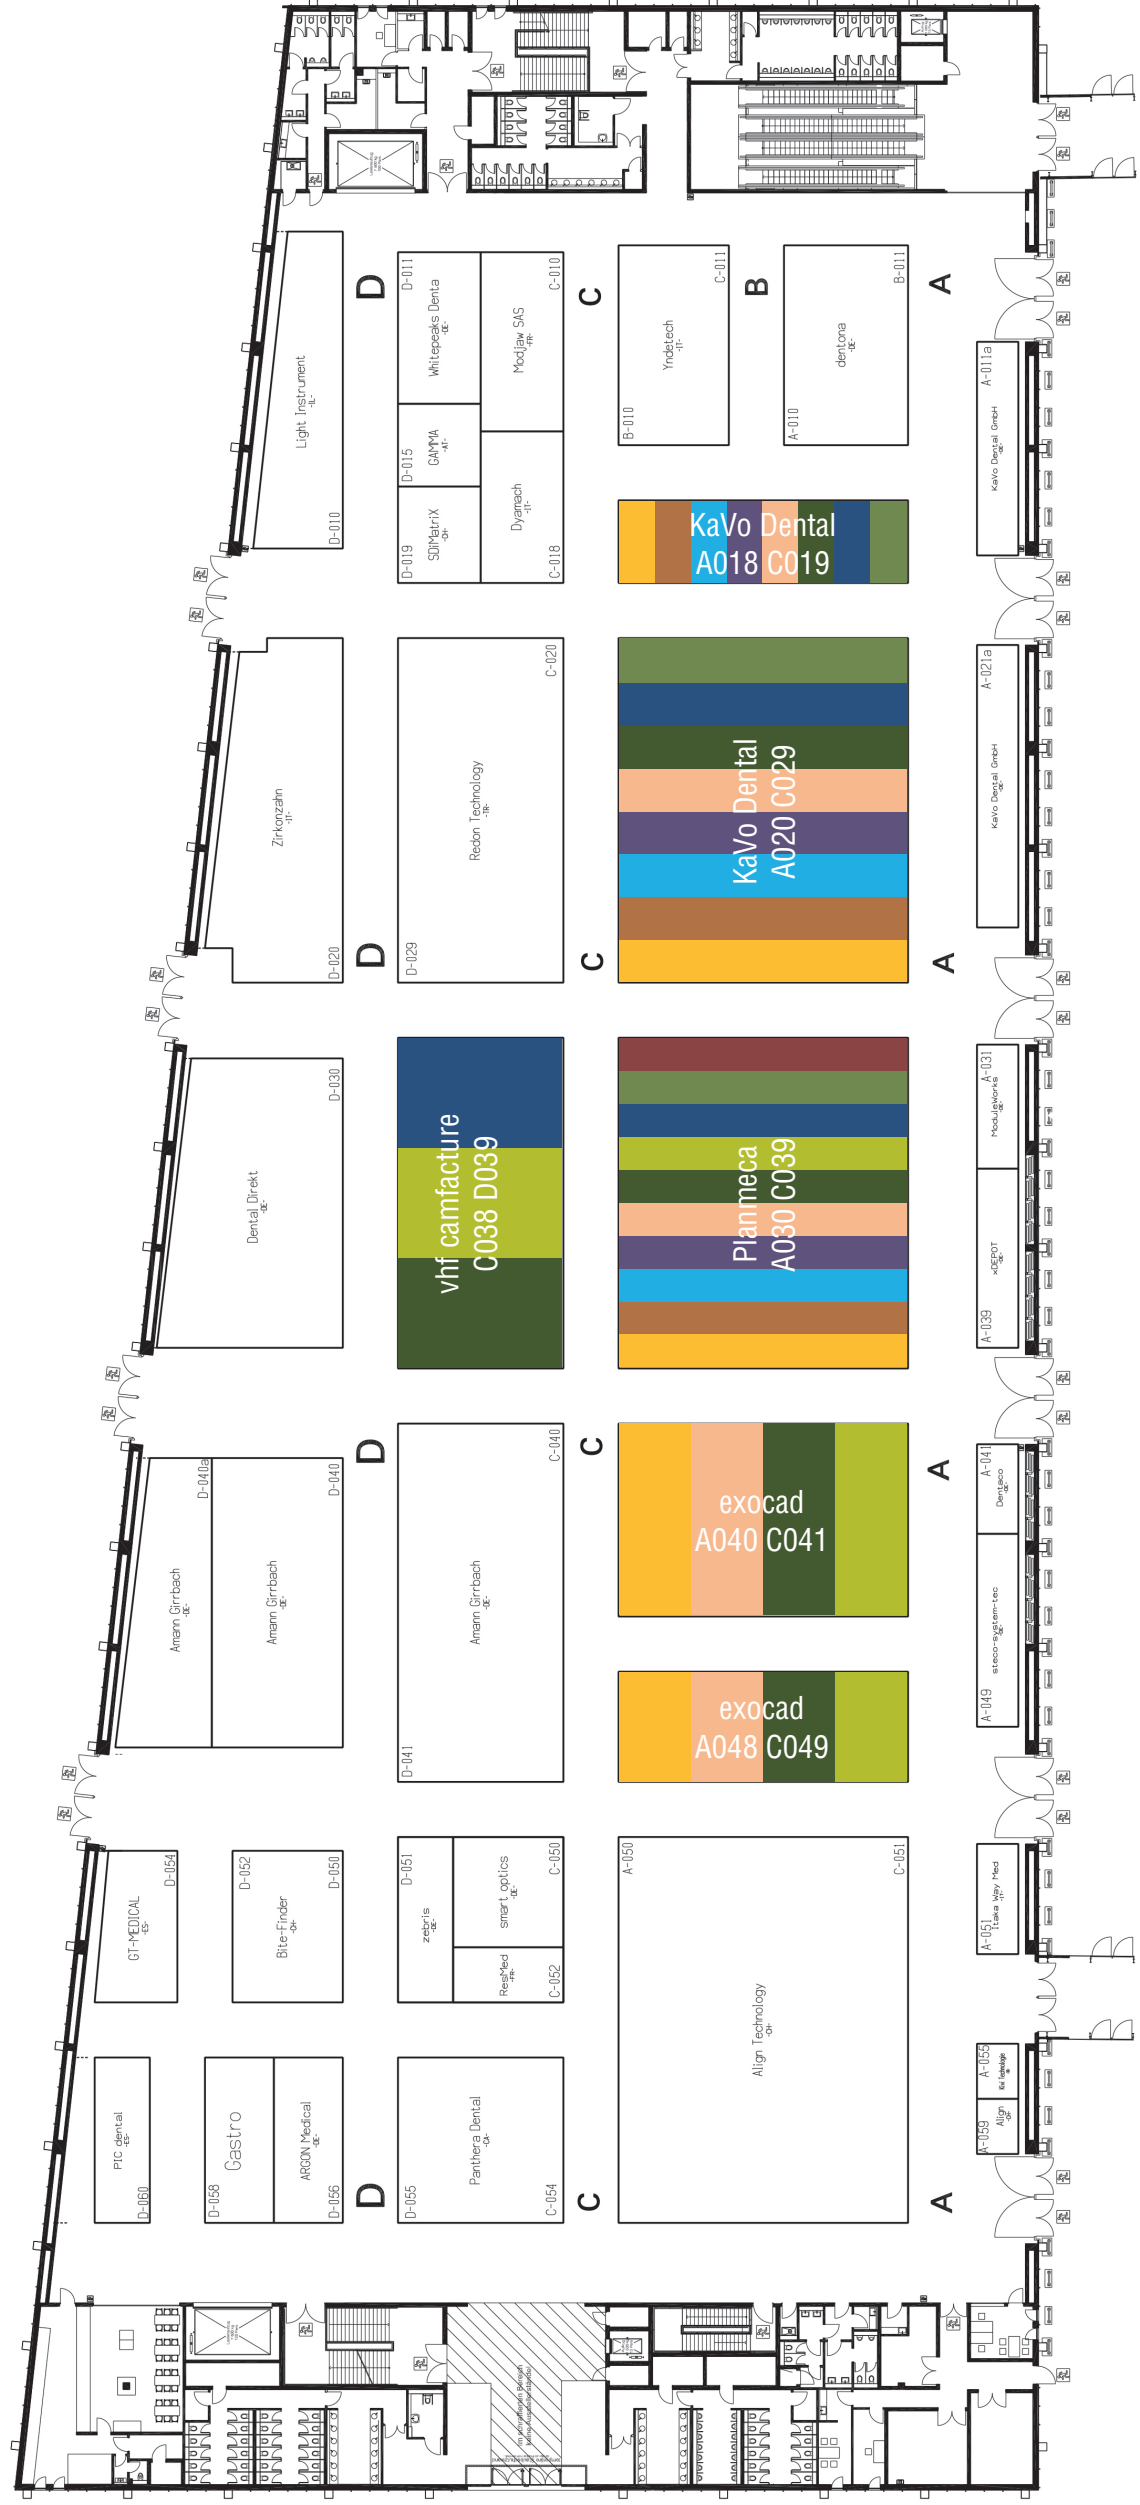 D
C
B
A
Light Instrument
-IL-
D-010
D-011
Whitepeaks Denta
-DE-
C-010
Modjaw SAS
-FR-
D-015
GAMMA
-AT-
D-019
SDiMatriX
-CH-
Dyamach
-IT-
C-018
C-011
Yndetech
-IT-
B-010
B-011
dentona
-DE-
A-010
A-011a
KaVo Dental GmbH
-DE-
KaVo Dental
A018 C019
Zirkonzahn
-IT-
D-020
D
C-020
Redon Technology
-TR-
D-029
C
KaVo Dental
A020 C029
A
A-021a
KaVo Dental GmbH
-DE-
D-030
Dental Direkt
-DE-
vhf camfacture
C038 D039
Planmeca
A030 C039
A-031
ModuleWorks
-DE-
xDEPOT
-DE-
A-039
D
C
A
D-040a
Amann Girrbach
-DE-
D-040
Amann Girrbach
-DE-
C-040
Amann Girrbach
-DE-
D-041
exocad
A040 C041
exocad
A048 C049
A-041
Dentaco
-DE-
steco-system-tec
-DE-
A-049
D-054
GT-MEDICAL
-ES-
D-052
Bite-Finder
-CH-
D-050
D-051
zebris
-DE-
C-050
smart optics
-DE-
ResMed
-FR-
C-052
A-050
Align Technology
-CH-
C-051
Itaka Way Med
-IT-
A-051
PIC dental
-ES-
D-060
Gastro
D-058
ARGON Medical
-DE-
D-056
D
Panthera Dental
-CA-
D-055
C-054
C
A
A-055
Align
-CH-
A-059
Im schraffierten Bereich
keine Ausstellerstände!